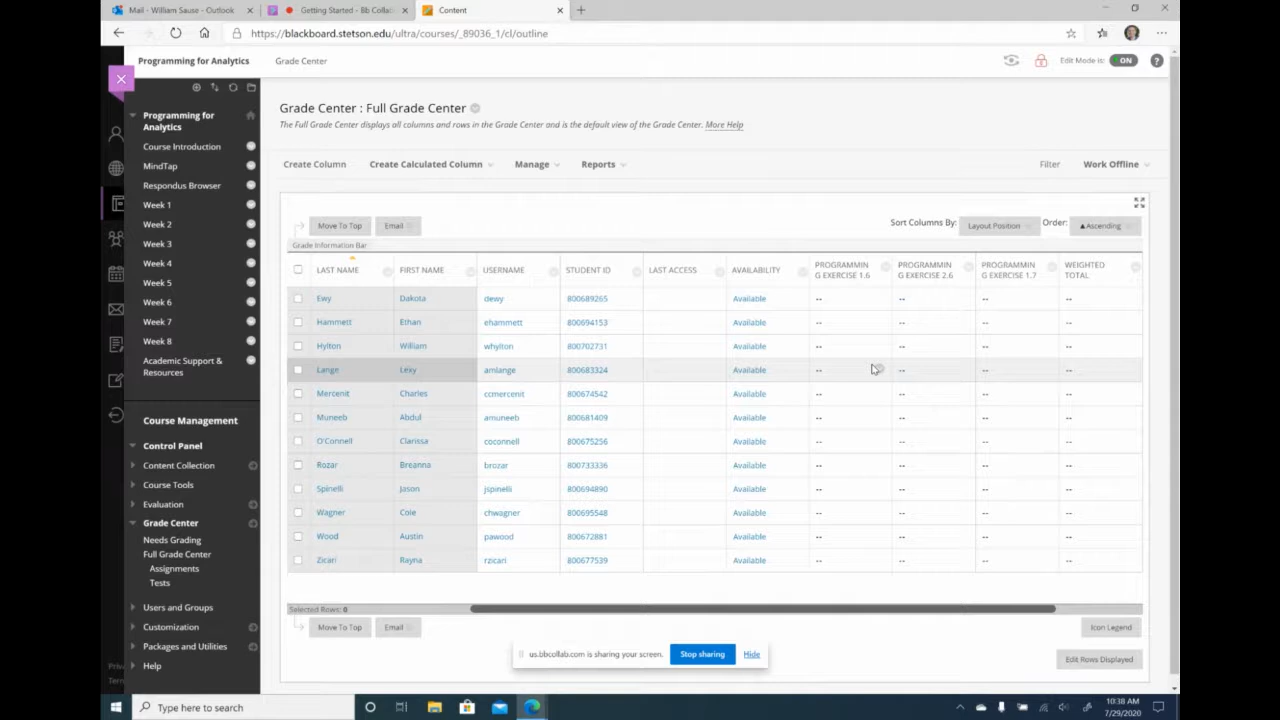 Mail - William Sause - Outlook
Getting Started - Bb Collab
Content
https://blackboard.stetson.edu/ultra/courses/_89036_1/cl/outline
Programming for Analytics
Grade Center
Edit Mode is:
ON
?
Programming for
Analytics
Course Introduction
MindTap
Respondus Browser
Week 1
Week 2
Week 3
Week 4
Week 5
Week 6
Week 7
Week 8
Academic Support &
Resources
Course Management
Control Panel
Content Collection
Course Tools
Evaluation
Grade Center
Needs Grading
Full Grade Center
Assignments
Tests
Users and Groups
Customization
Packages and Utilities
Help
Priv
Term
Grade Center : Full Grade Center
The Full Grade Center displays all columns and rows in the Grade Center and is the default view of the Grade Center. More Help
Create Column Create Calculated Column Manage Reports Filter Work Offline
Move To Top Email Sort Columns By: Layout Position Order: ▲Ascending
Grade Information Bar
LAST NAME FIRST NAME USERNAME STUDENT ID LAST ACCESS AVAILABILITY PROGRAMMIN PROGRAMMIN PROGRAMMIN WEIGHTED
G EXERCISE 1.6 G EXERCISE 2.6 G EXERCISE 1.7 TOTAL
Ewy Dakota dewy 800689265 Available -- -- -- --
Hammett Ethan ehammett 800694153 Available -- -- -- --
Hylton William whylton 800702731 Available -- -- -- --
Lange Lexy amlange 800683324 Available -- -- -- --
Mercenit Charles ccmercenit 800674542 Available -- -- -- --
Muneeb Abdul amuneeb 800681409 Available -- -- -- --
O'Connell Clarissa coconnell 800675256 Available -- -- -- --
Rozar Breanna brozar 800733336 Available -- -- -- --
Spinelli Jason jspinelli 800694890 Available -- -- -- --
Wagner Cole chwagner 800695548 Available -- -- -- --
Wood Austin pawood 800672881 Available -- -- -- --
Zicari Rayna rzicari 800677539 Available -- -- -- --
Selected Rows: 0
Move To Top Email Icon Legend
us.bbcollab.com is sharing your screen. Stop sharing Hide
Edit Rows Displayed
Type here to search
10:38 AM
7/29/2020